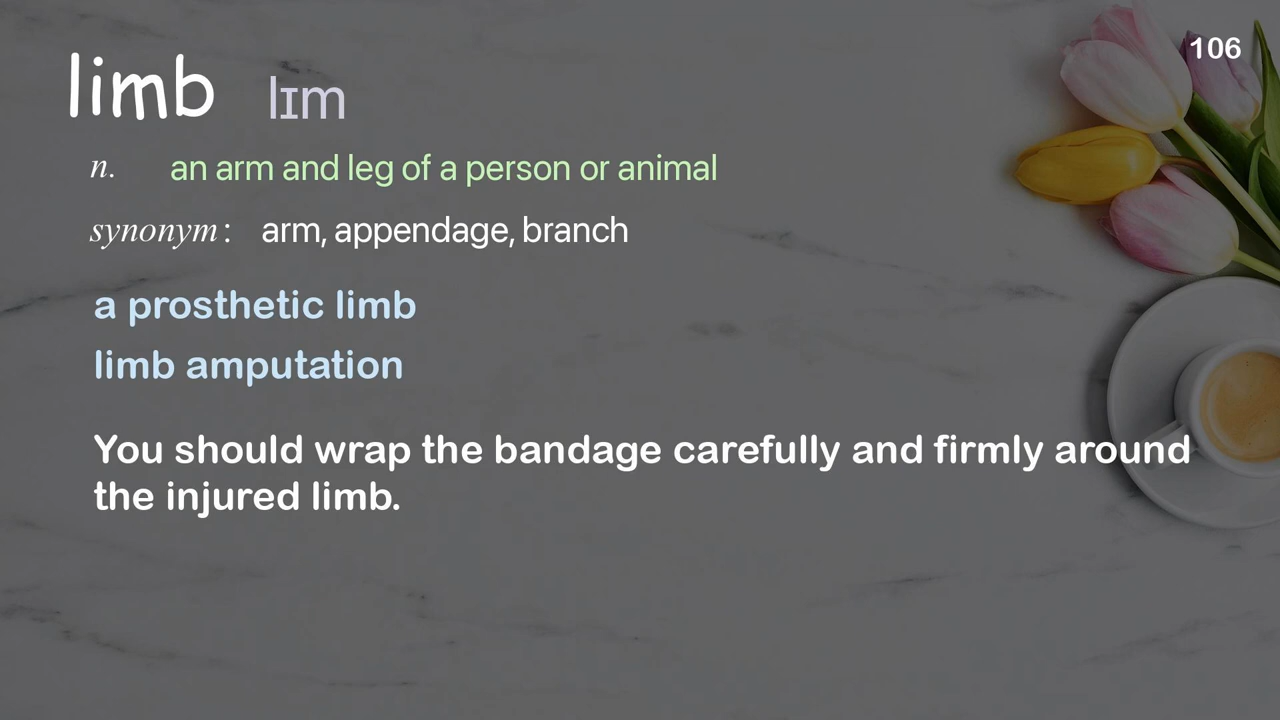 106
limb lɪm
n. an arm and leg of a person or animal
synonym: arm, appendage, branch
a prosthetic limb
limb amputation
You should wrap the bandage carefully and firmly around
the injured limb.